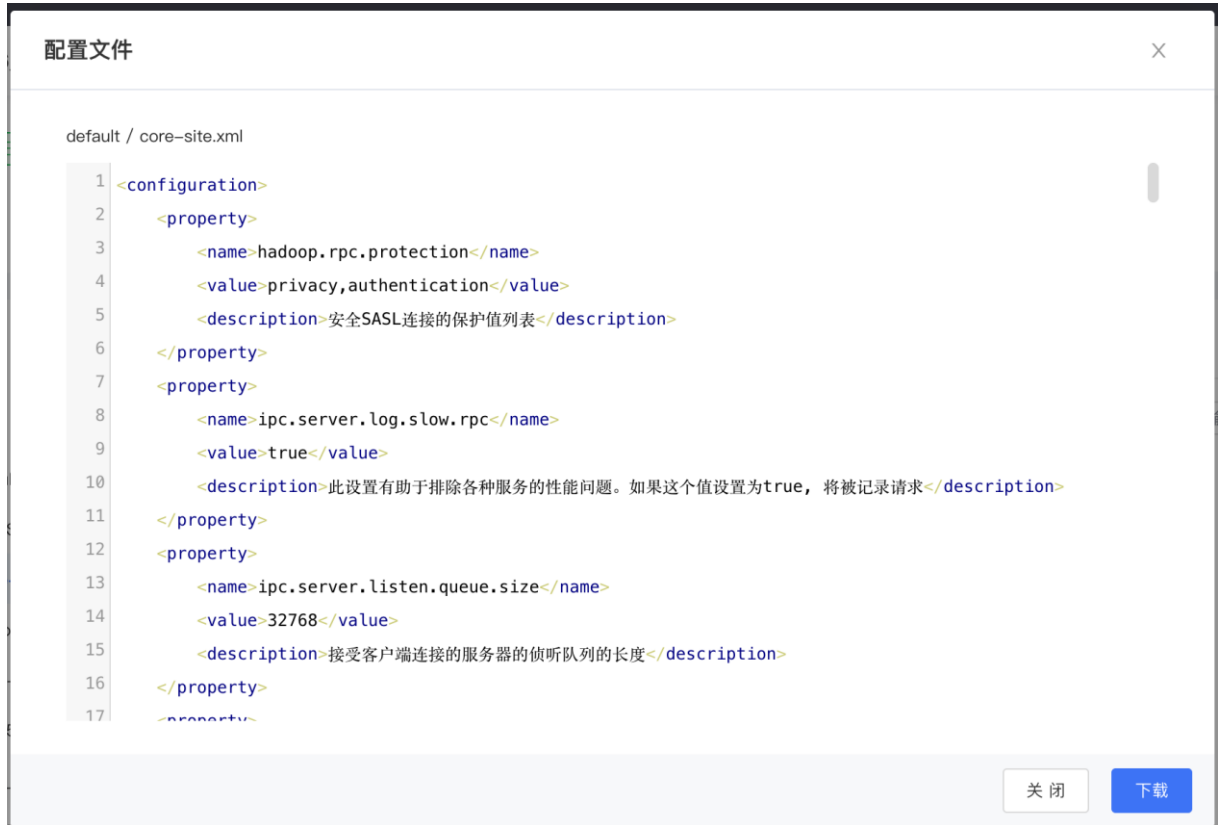 配置文件
default / core-site.xml
1 <configuration>
2 <property>
3 <name>hadoop.rpc.protection</name>
4 <value>privacy,authentication</value>
5 <description>安全SASL连接的保护值列表</description>
6 </property>
7 <property>
8 <name>ipc.server.log.slow.rpc</name>
9 <value>true</value>
10 <description>此设置有助于排除各种服务的性能问题。如果这个值设置为true, 将被记录请求</description>
11 </property>
12 <property>
13 <name>ipc.server.listen.queue.size</name>
14 <value>32768</value>
15 <description>接受客户端连接的服务器的侦听队列的长度</description>
16 </property>
17 <property>
关 闭
下载